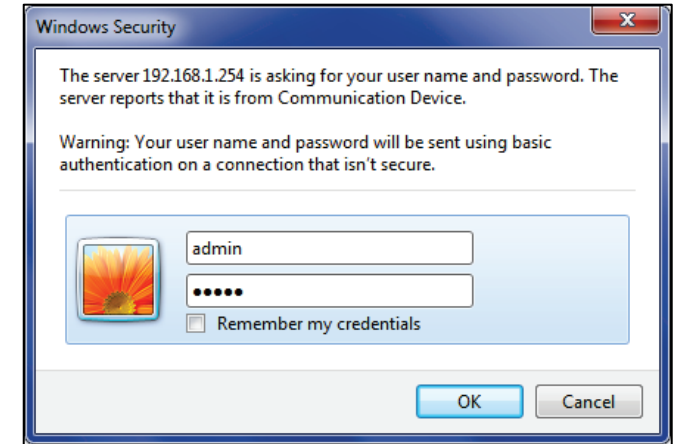 Windows Security
The server 192.168.1.254 is asking for your user name and password. The
server reports that it is from Communication Device.
Warning: Your user name and password will be sent using basic
authentication on a connection that isn't secure.
admin
●●●●●
Remember my credentials
OK
Cancel